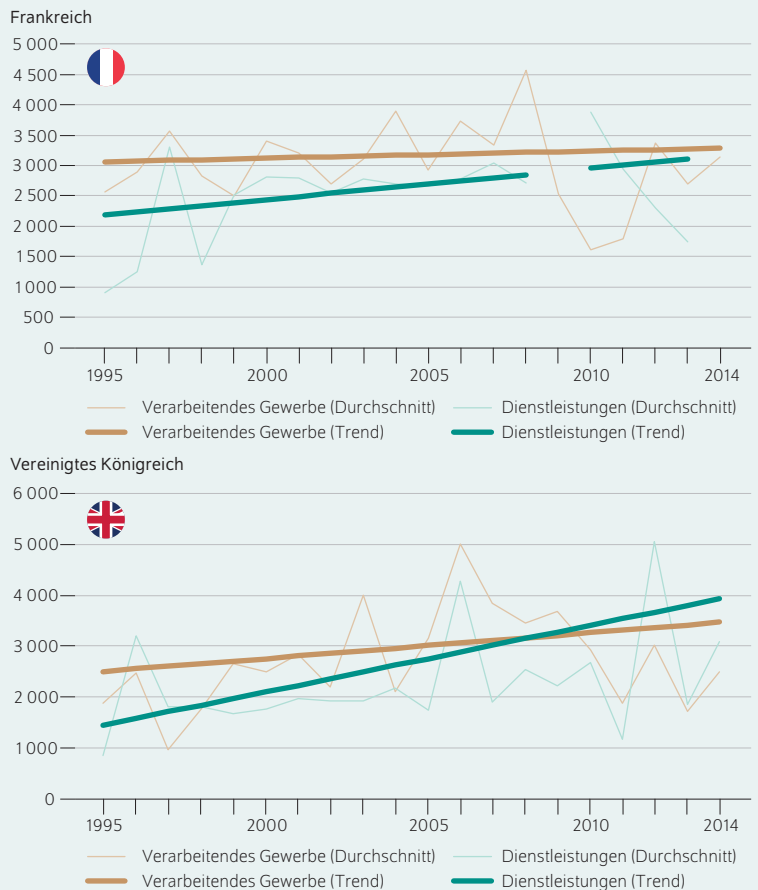 Frankreich
5 000
4 500
4 000
3 500
3 000
2 500
2 000
1 500
1 000
500
0
1995 2000 2005 2010 2014
Verarbeitendes Gewerbe (Durchschnitt) Dienstleistungen (Durchschnitt)
Verarbeitendes Gewerbe (Trend) Dienstleistungen (Trend)
Vereinigtes Königreich
6 000
5 000
4 000
3 000
2 000
1 000
0
1995 2000 2005 2010 2014
Verarbeitendes Gewerbe (Durchschnitt) Dienstleistungen (Durchschnitt)
Verarbeitendes Gewerbe (Trend) Dienstleistungen (Trend)